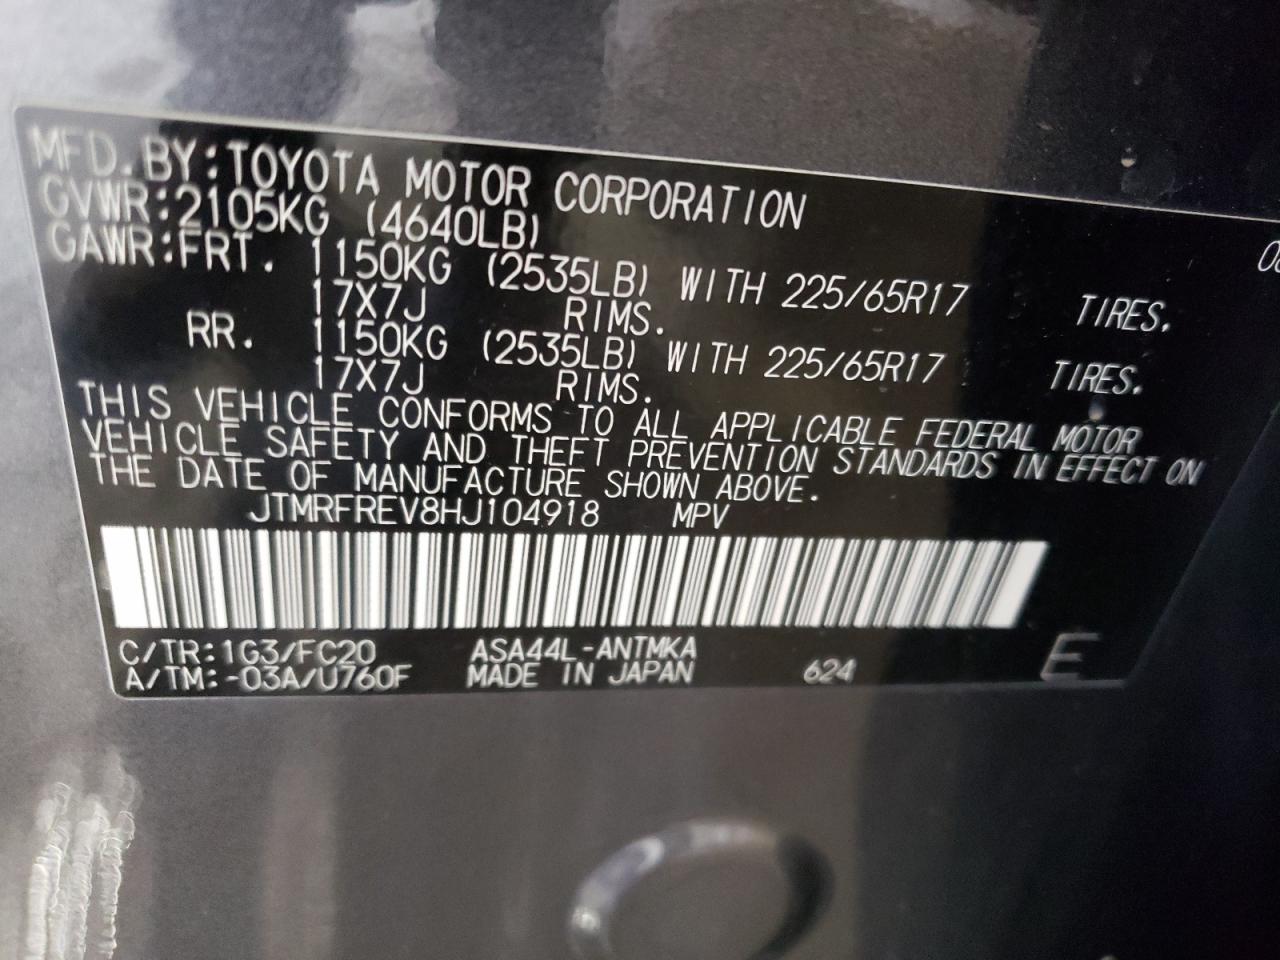 MFD. BY: TOYOTA MOTOR CORPORATION
GVWR: 2105KG (4640LB)
GAWR: FRT. 1150KG (2535LB) WITH 225/65R17 TIRES.
17X7J RIMS.
RR. 1150KG (2535LB) WITH 225/65R17 TIRES.
17X7J RIMS.
THIS VEHICLE CONFORMS TO ALL APPLICABLE FEDERAL MOTOR
VEHICLE SAFETY AND THEFT PREVENTION STANDARDS IN EFFECT ON
THE DATE OF MANUFACTURE SHOWN ABOVE.
JTMRFREV8HJ104918 MPV
C/TR: 1G3/FC20 ASA44L-ANTMKA
A/TM: -03A/U760F MADE IN JAPAN 624 E